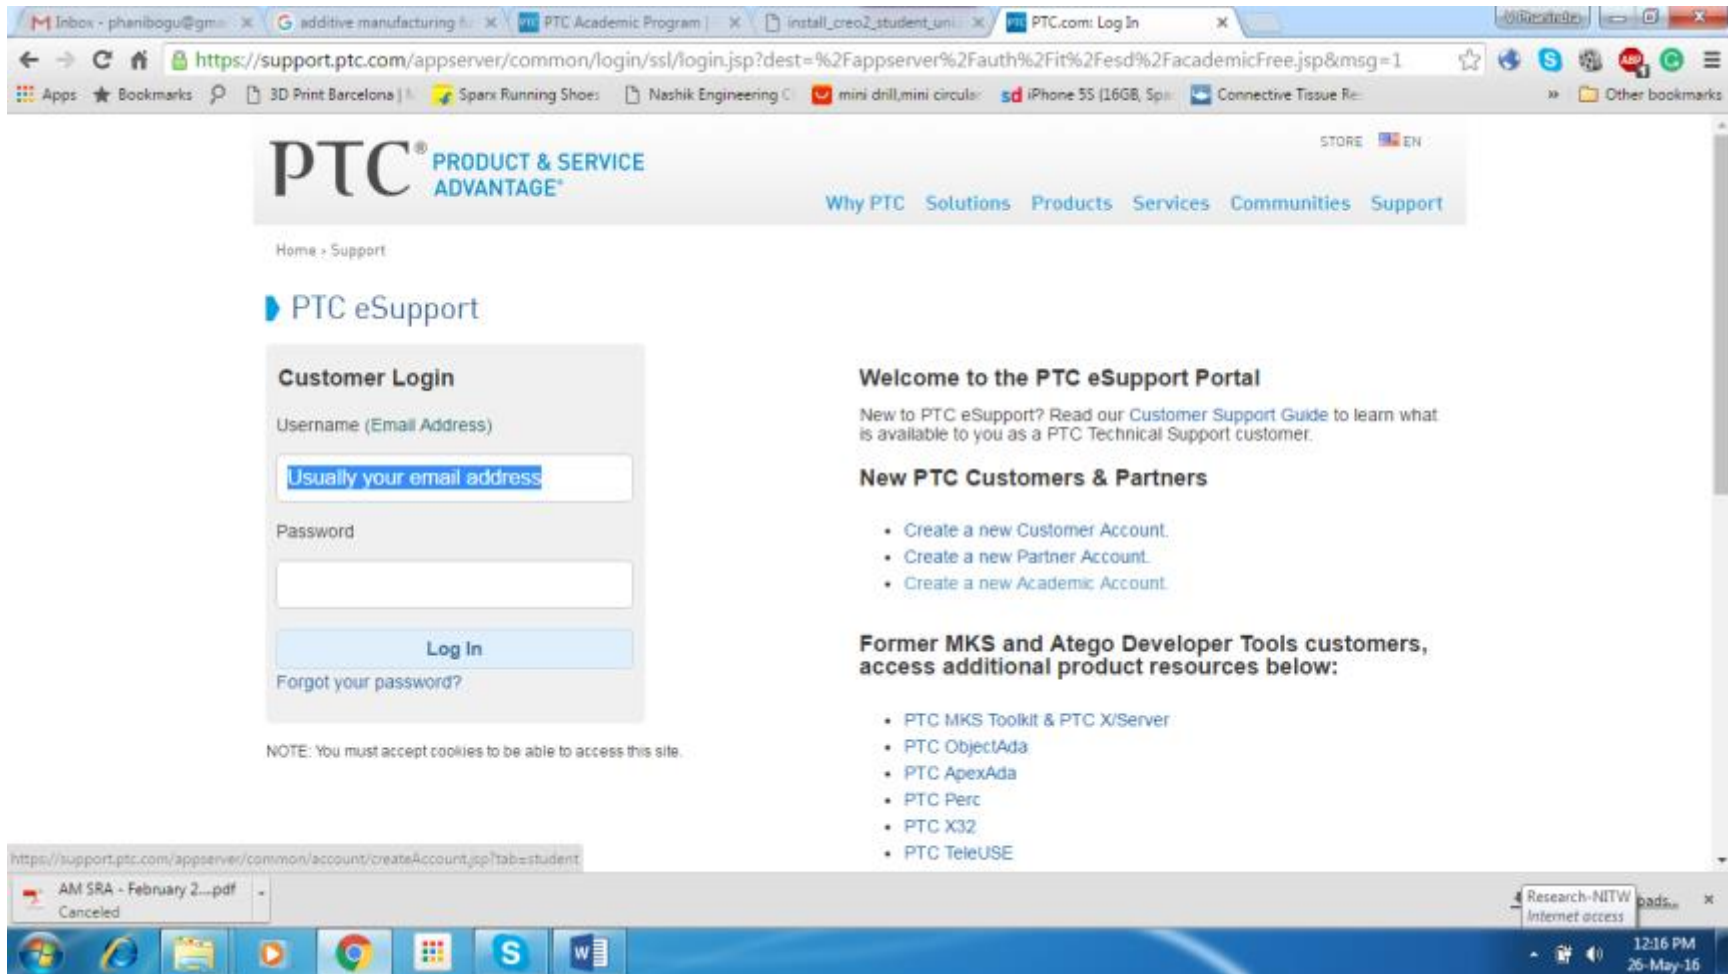 Inbox - phanibogu@gm
additive manufacturing
PTC Academic Program |
install_creo2_student_uni
PTC.com: Log In
https://support.ptc.com/appserver/common/login/ssl/login.jsp?dest=%2Fappserver%2Fauth%2Fit%2Fesd%2FacademicFree.jsp&msg=1
Apps
Bookmarks
3D Print Barcelona |
Sparx Running Shoes
Nashik Engineering C
mini drill,mini circular
iPhone 5S (16GB, Spa
Connective Tissue Re
»
Other bookmarks
STORE EN
PTC® PRODUCT & SERVICE
ADVANTAGE®
Why PTC Solutions Products Services Communities Support
Home › Support
PTC eSupport
Customer Login
Username (Email Address)
Usually your email address
Password
Log In
Forgot your password?
NOTE: You must accept cookies to be able to access this site.
Welcome to the PTC eSupport Portal
New to PTC eSupport? Read our Customer Support Guide to learn what
is available to you as a PTC Technical Support customer.
New PTC Customers & Partners
• Create a new Customer Account.
• Create a new Partner Account.
• Create a new Academic Account.
Former MKS and Atego Developer Tools customers,
access additional product resources below:
• PTC MKS Toolkit & PTC X/Server
• PTC ObjectAda
• PTC ApexAda
• PTC Perc
• PTC X32
• PTC TeleUSE
https://support.ptc.com/appserver/common/account/createAccount.jsp?tab=student
AM SRA - February 2....pdf
Canceled
Research-NITW
Internet access
oads...
12:16 PM
26-May-16